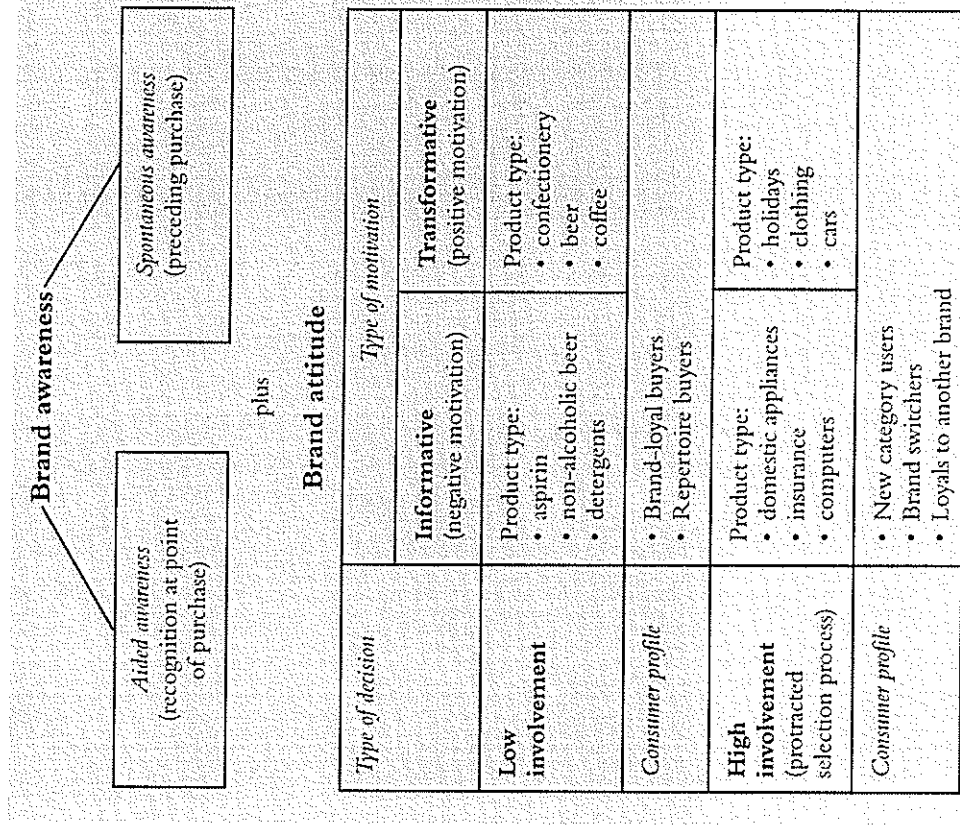 Brand awareness
Aided awareness
(recognition at point
of purchase)
Spontaneous awareness
(preceding purchase)
plus
Brand attitude
Type of decision
Type of motivation
Informative
(negative motivation)
Transformative
(positive motivation)
Low
involvement
Product type:
• aspirin
• non-alcoholic beer
• detergents
Product type:
• confectionery
• beer
• coffee
Consumer profile
• Brand-loyal buyers
• Repertoire buyers
High
involvement
(protracted
selection process)
Product type:
• domestic appliances
• insurance
• computers
Product type:
• holidays
• clothing
• cars
Consumer profile
• New category users
• Brand switchers
• Loyals to another brand